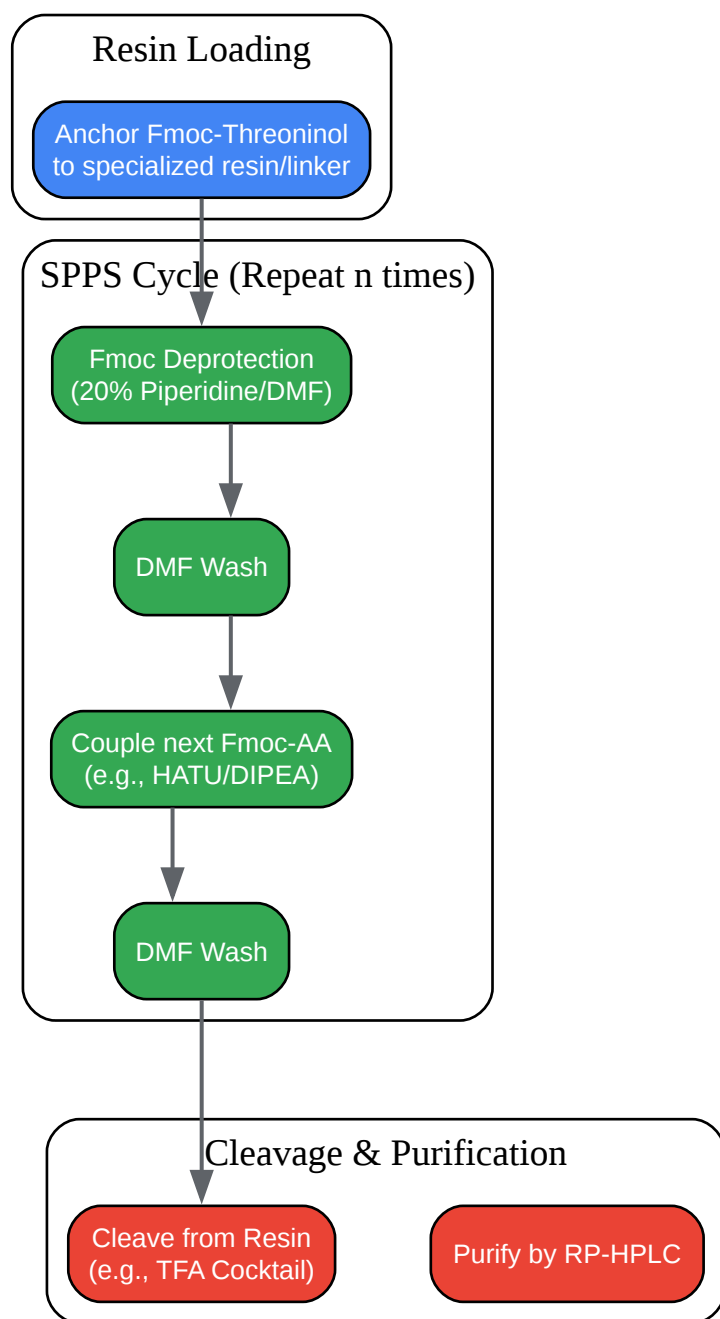 Resin Loading
Anchor Fmoc-Threoninol
to specialized resin/linker
SPPS Cycle (Repeat n times)
Fmoc Deprotection
(20% Piperidine/DMF)
DMF Wash
Couple next Fmoc-AA
(e.g., HATU/DIPEA)
DMF Wash
Cleavage & Purification
Cleave from Resin
(e.g., TFA Cocktail)
Purify by RP-HPLC